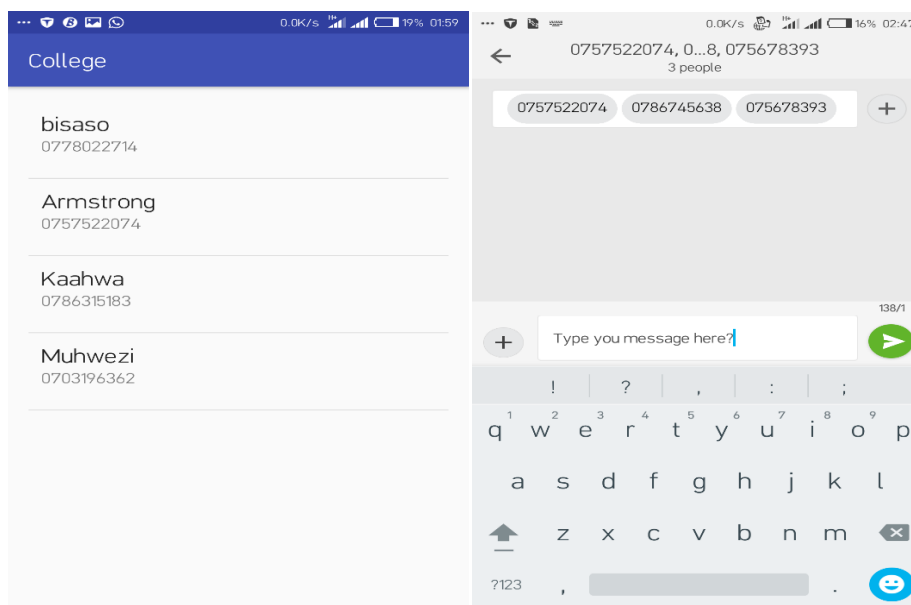 ... 0.0K/s H+ 19% 01:59
College
bisaso
0778022714
Armstrong
0757522074
Kaahwa
0786315183
Muhwezi
0703196362
... 0.0K/s H+ 16% 02:47
0757522074, 0...8, 075678393
3 people
0757522074 0786745638 075678393 +
138/1
+ Type you message here?
! ? , : ;
1 2 3 4 5 6 7 8 9
q w e r t y u i o p
a s d f g h j k l
z x c v b n m
?123 , .